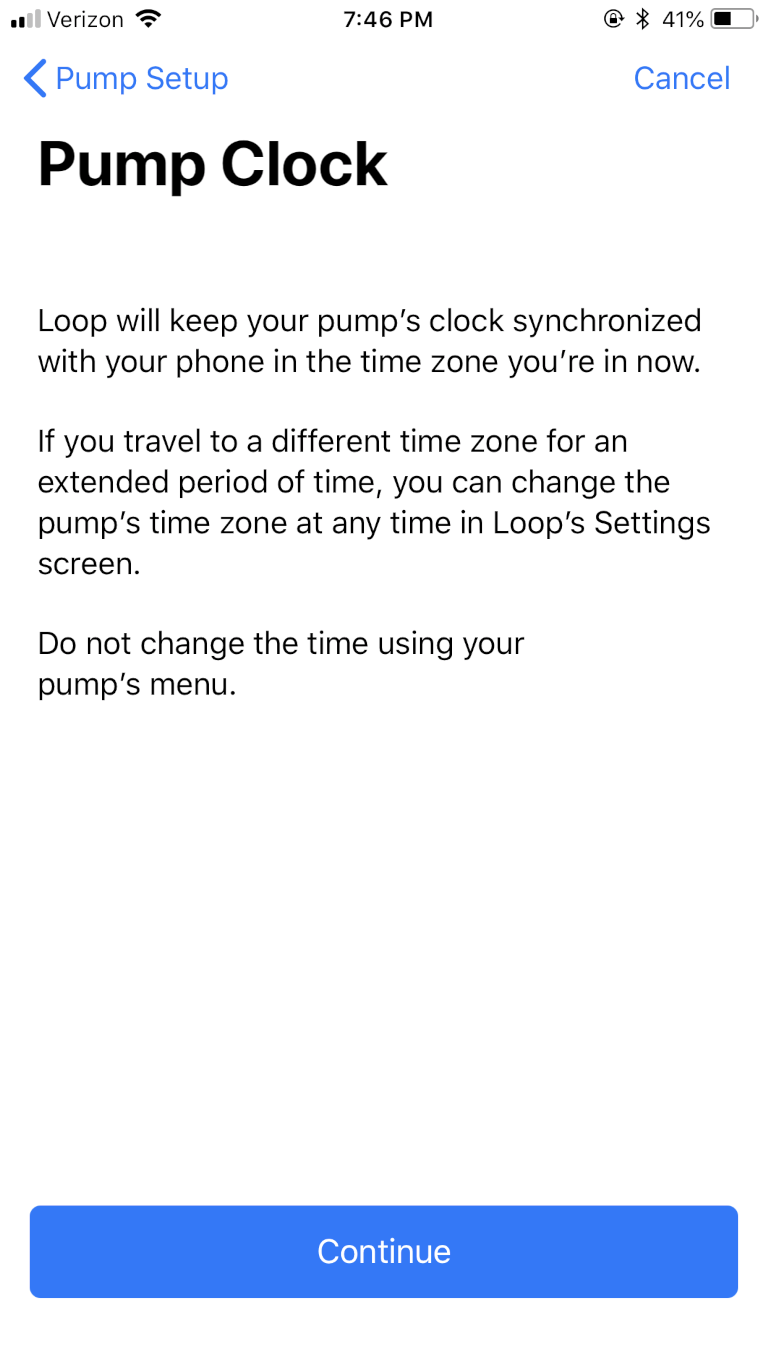 Verizon 7:46 PM 41%
Pump Setup Cancel
Pump Clock
Loop will keep your pump’s clock synchronized
with your phone in the time zone you’re in now.
If you travel to a different time zone for an
extended period of time, you can change the
pump’s time zone at any time in Loop’s Settings
screen.
Do not change the time using your
pump’s menu.
Continue